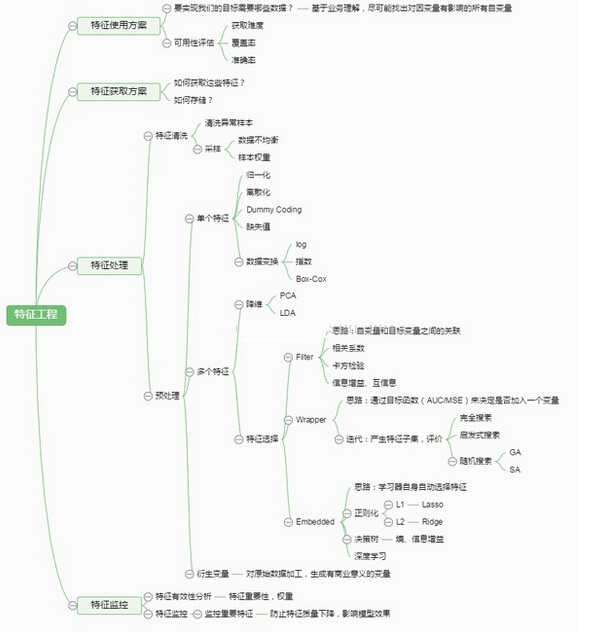 要实现我们的目标需要哪些数据？ 基于业务理解，尽可能找出对因变量有影响的所有自变量
特征使用方案
获取难度
可用性评估
覆盖率
准确率
特征获取方案
如何获取这些特征？
如何存储？
特征清洗
清洗异常样本
采样
数据不均衡
样本权重
特征处理
预处理
单个特征
归一化
离散化
Dummy Coding
缺失值
数据变换
log
指数
Box-Cox
特征工程
多个特征
降维
PCA
LDA
特征选择
Filter
思路：自变量和目标变量之间的关联
相关系数
卡方检验
信息增益、互信息
Wrapper
思路：通过目标函数（AUC/MSE）来决定是否加入一个变量
迭代：产生特征子集，评价
完全搜索
启发式搜索
随机搜索
GA
SA
Embedded
思路：学习器自身自动选择特征
正则化
L1 Lasso
L2 Ridge
决策树 熵、信息增益
深度学习
衍生变量 对原始数据加工，生成有商业意义的变量
特征监控
特征有效性分析 特征重要性，权重
特征监控 监控重要特征 防止特征质量下降，影响模型效果